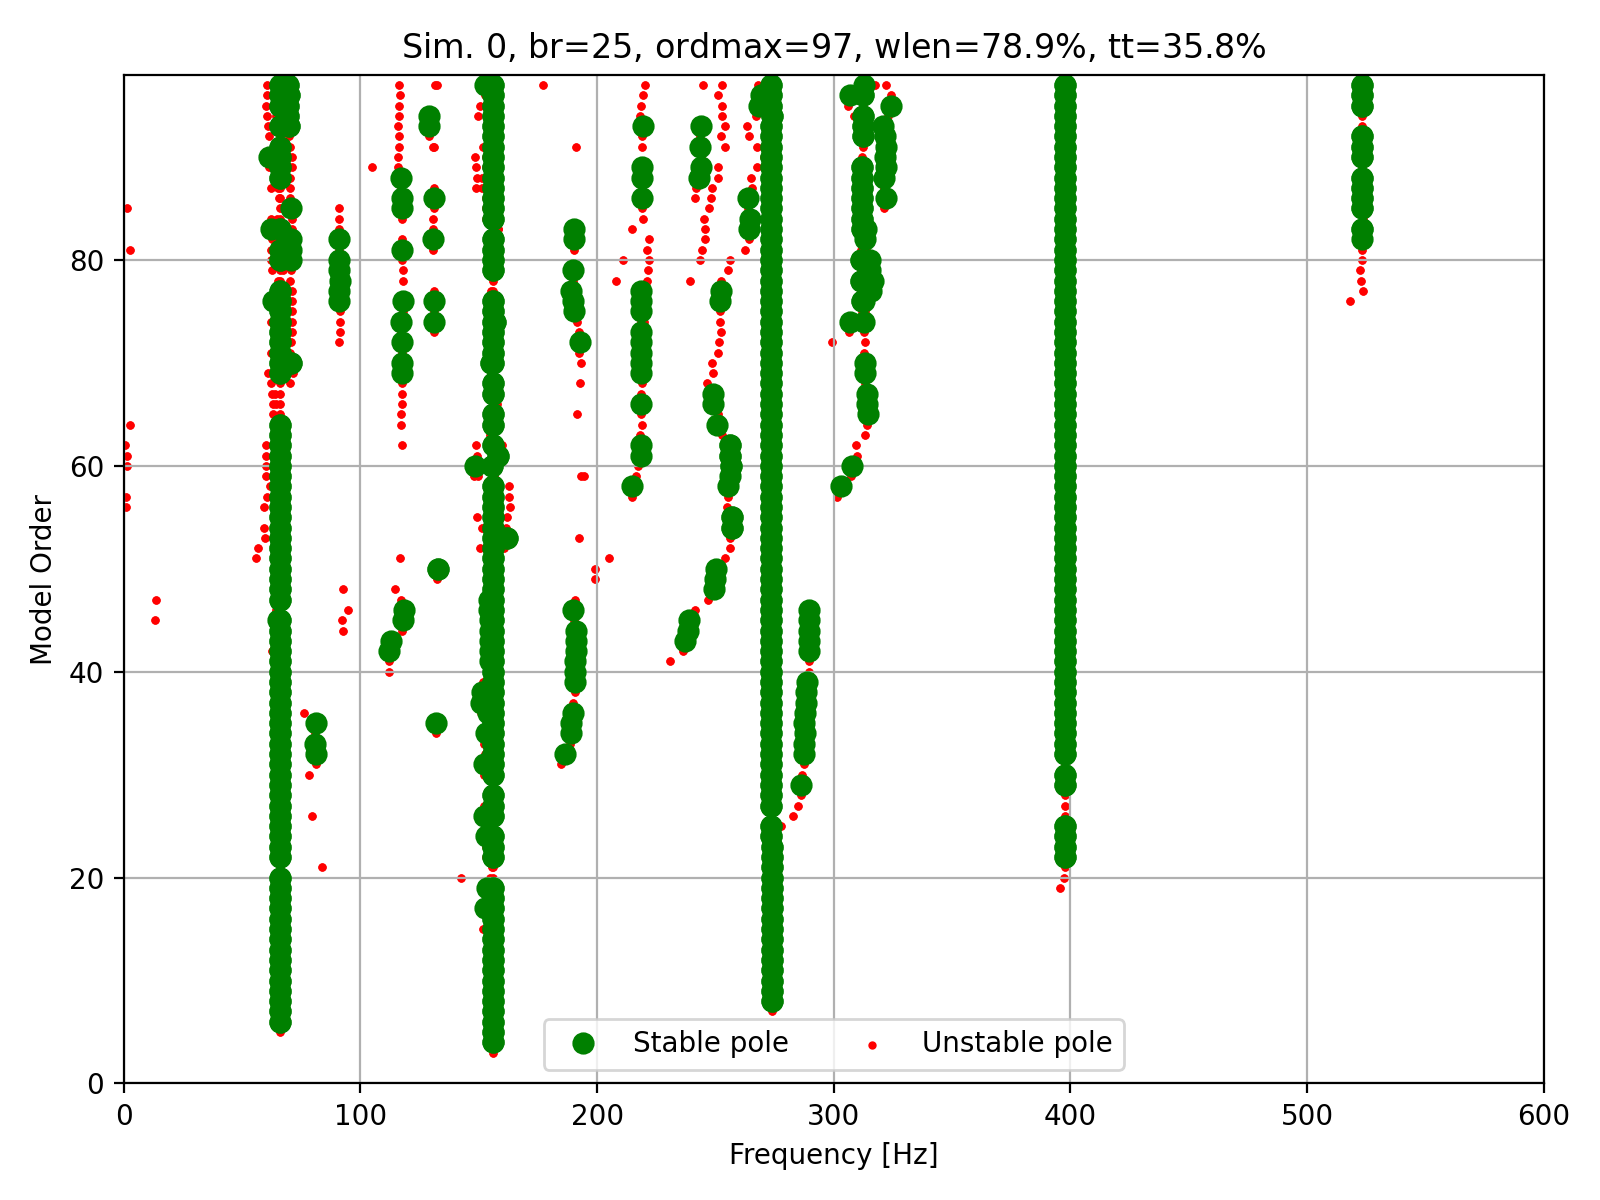 Sim. 0, br=25, ordmax=97, wlen=78.9%, tt=35.8%
80
60
40
20
0
Model Order
Stable pole Unstable pole
0 100 200 300 400 500 600
Frequency [Hz]